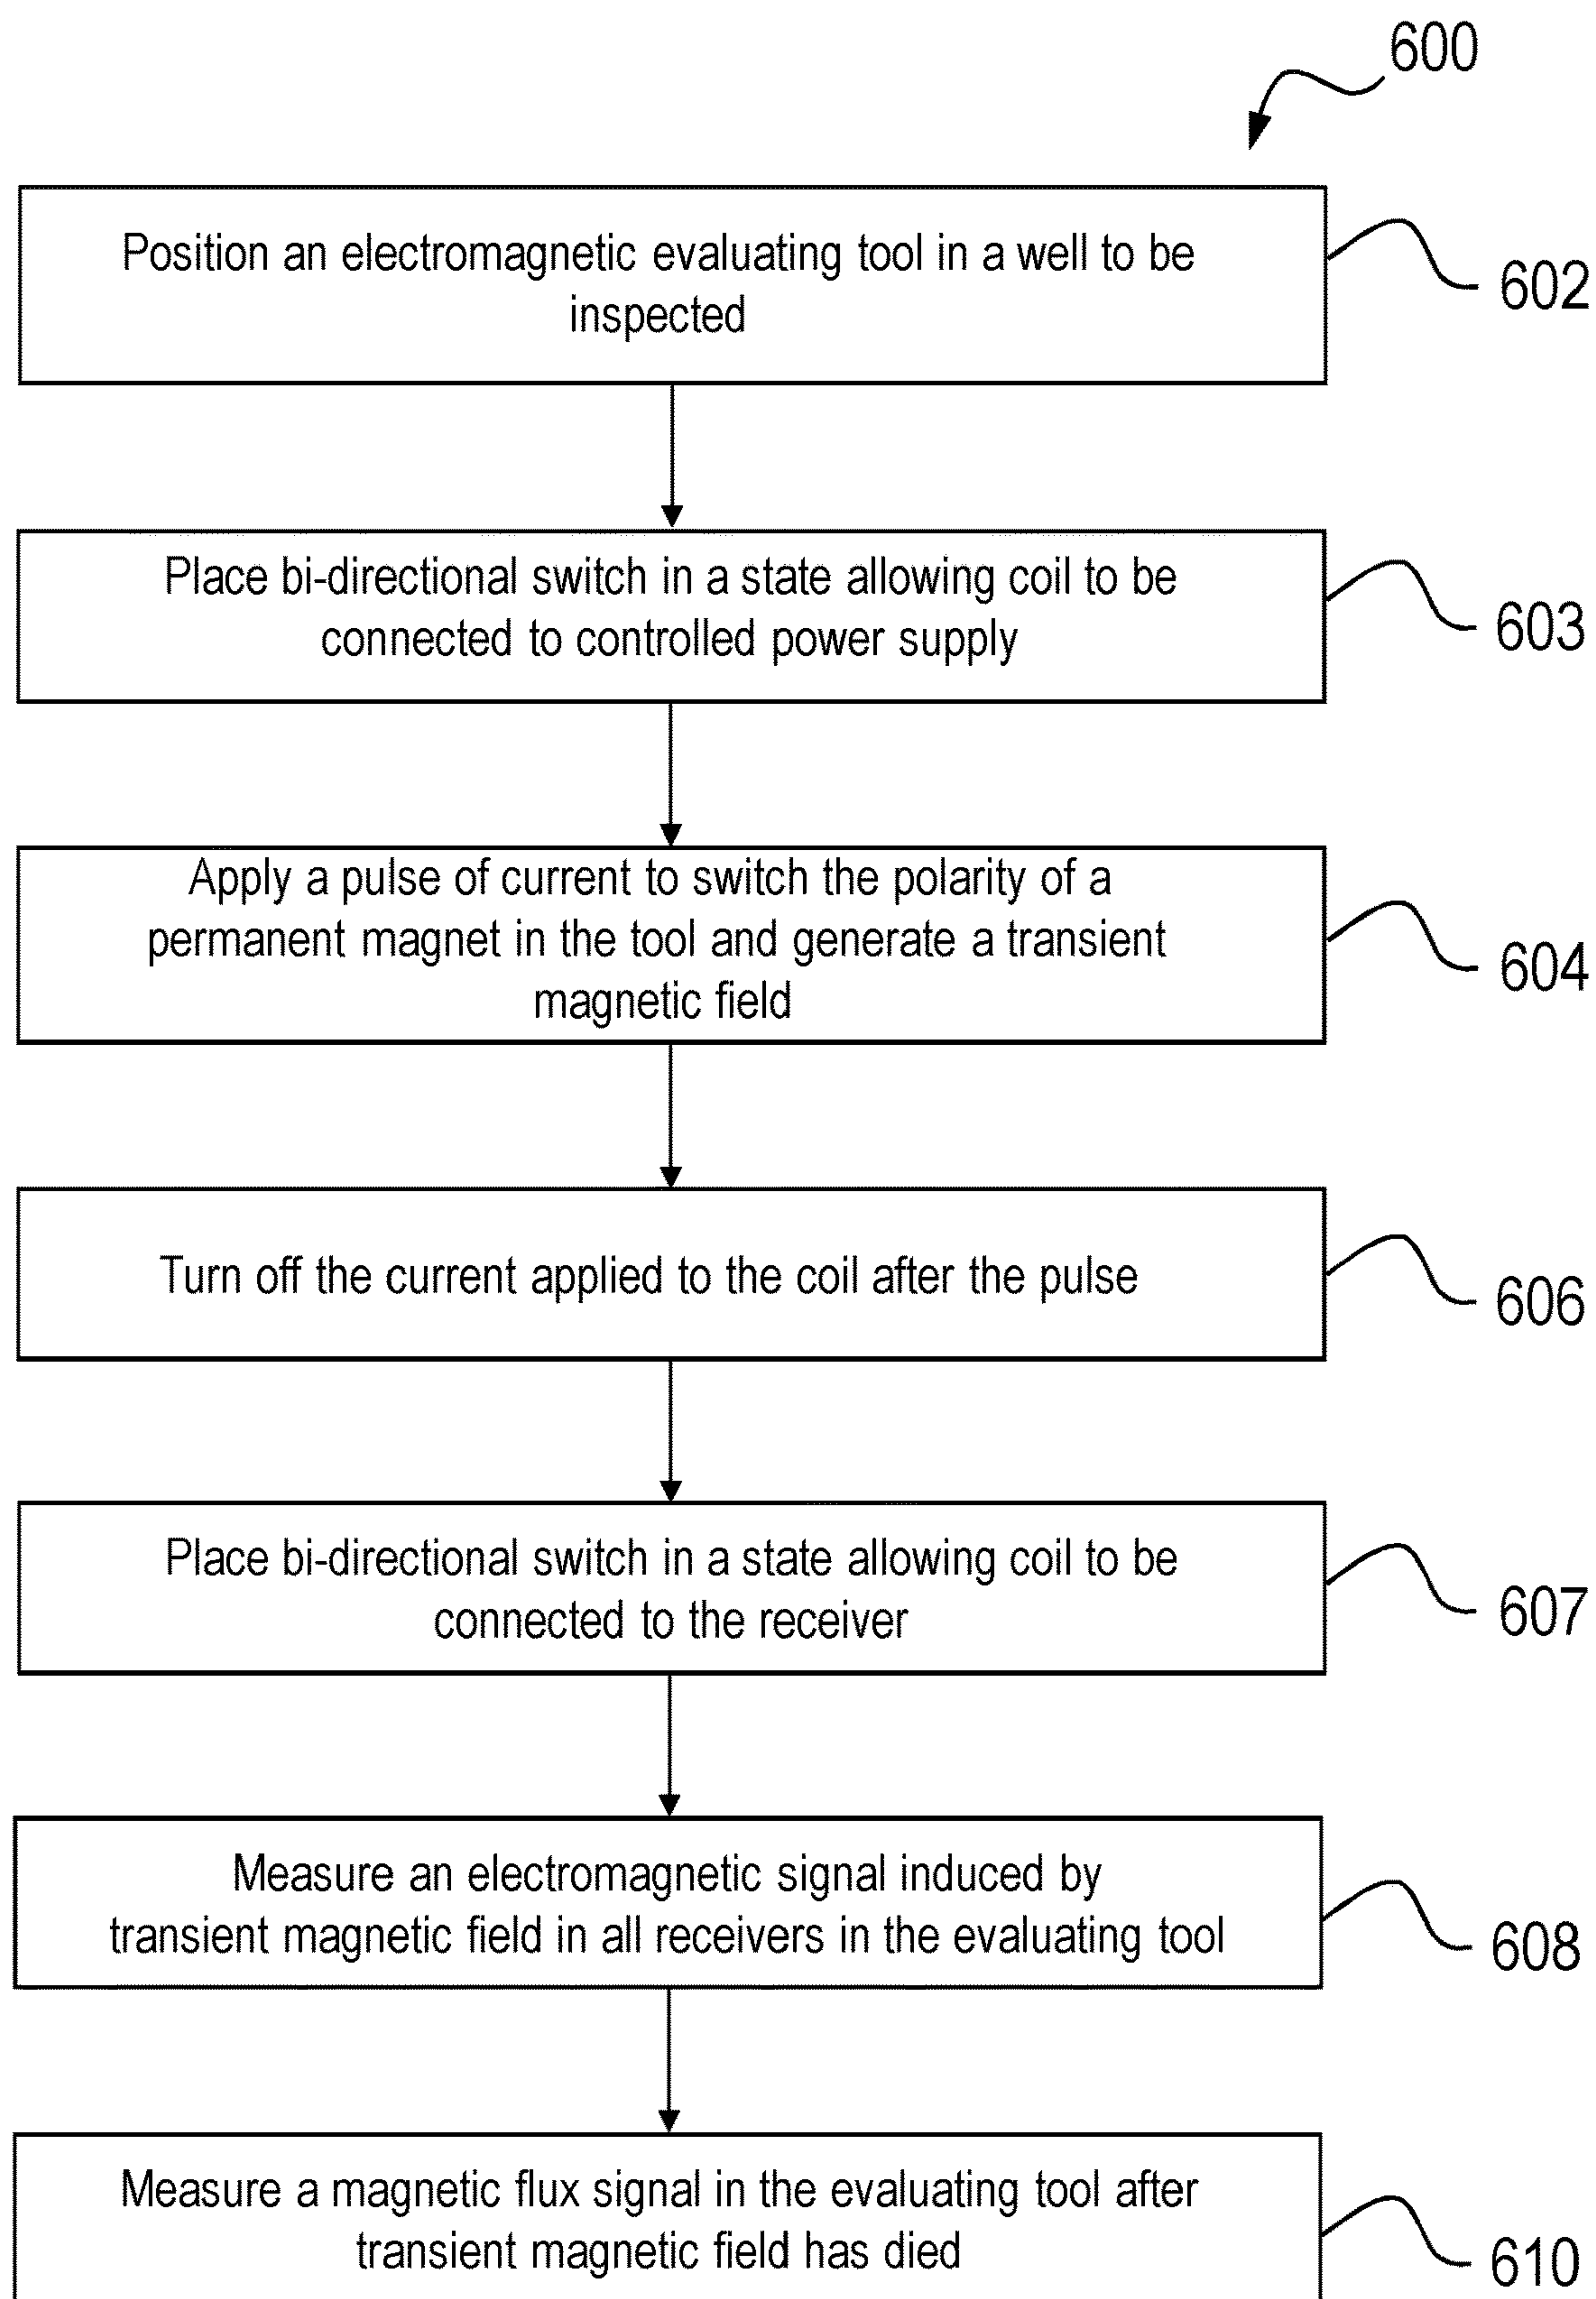 600
Position an electromagnetic evaluating tool in a well to be
inspected
602
Place bi-directional switch in a state allowing coil to be
connected to controlled power supply
603
Apply a pulse of current to switch the polarity of a
permanent magnet in the tool and generate a transient
magnetic field
604
Turn off the current applied to the coil after the pulse
606
Place bi-directional switch in a state allowing coil to be
connected to the receiver
607
Measure an electromagnetic signal induced by
transient magnetic field in all receivers in the evaluating tool
608
Measure a magnetic flux signal in the evaluating tool after
transient magnetic field has died
610